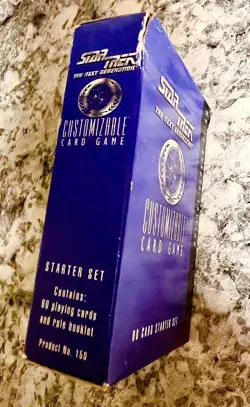 STAR TREK
THE NEXT GENERATION
CUSTOMIZABLE
CARD GAME
STARTER SET
Contains:
60 playing cards
and rule booklet
Product No. 150
STAR TREK
THE NEXT GENERATION
CUSTOMIZABLE
CARD GAME
60 CARD STARTER SET